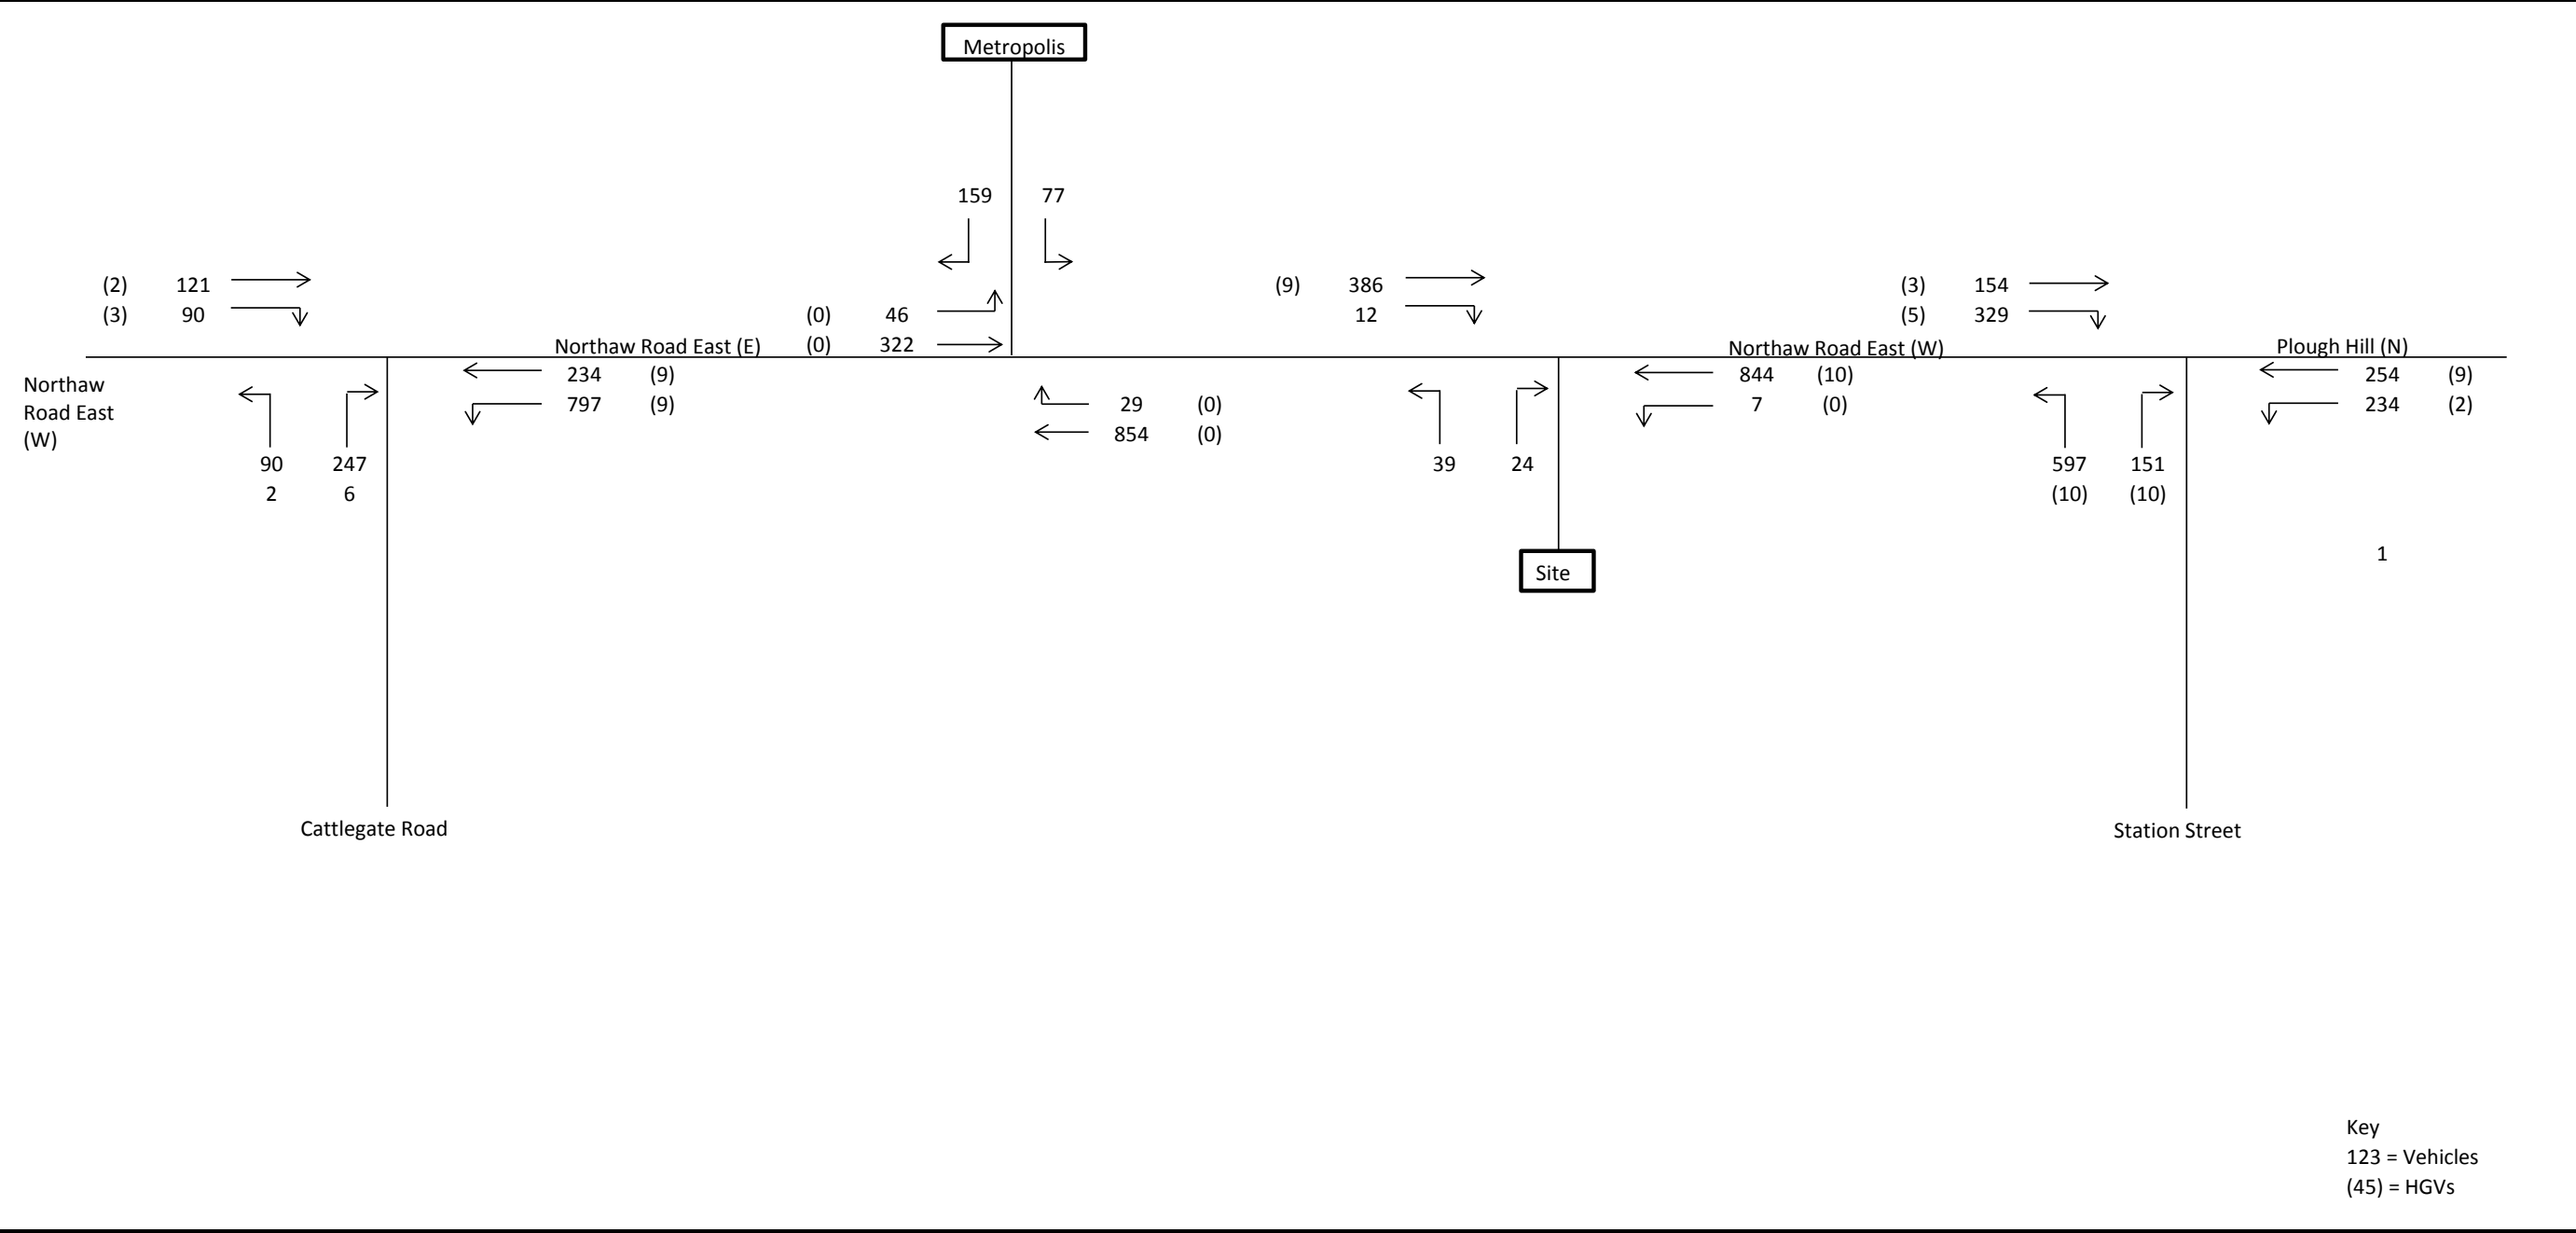 Metropolis
159 77
(2) 121
(3) 90
(0) 46
(0) 322
(9) 386
12
(3) 154
(5) 329
Northaw Road East (E)
Northaw Road East (W)
Plough Hill (N)
Northaw
Road East
(W)
234 (9)
797 (9)
29 (0)
854 (0)
844 (10)
7 (0)
254 (9)
234 (2)
90 247
2 6
39 24
597 151
(10) (10)
1
Site
Cattlegate Road
Station Street
Key
123 = Vehicles
(45) = HGVs